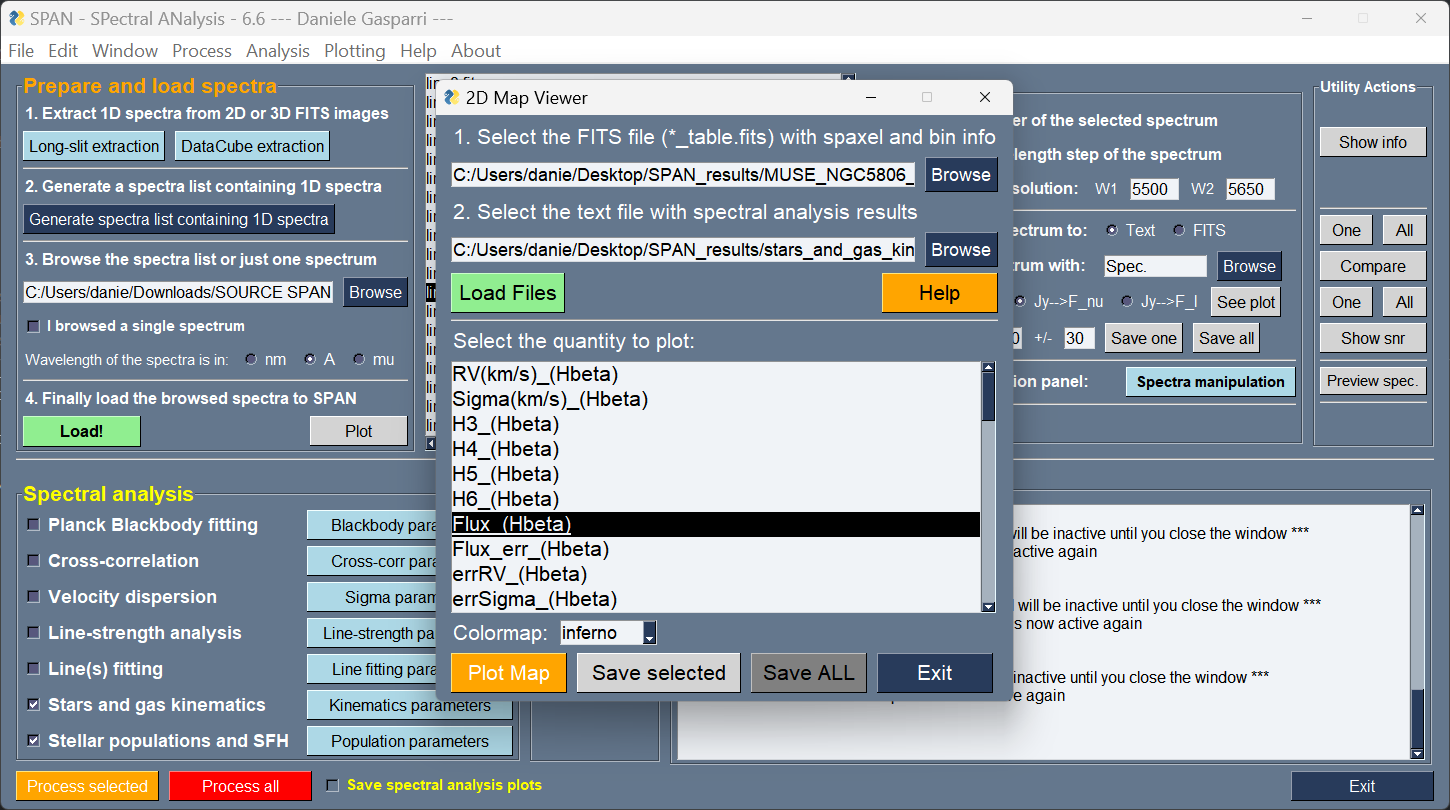 SPAN - SPectral ANalysis - 6.6 --- Daniele Gasparri ---
File Edit Window Process Analysis Plotting Help About
Prepare and load spectra
1. Extract 1D spectra from 2D or 3D FITS images
Long-slit extraction DataCube extraction
2. Generate a spectra list containing 1D spectra
Generate spectra list containing 1D spectra
3. Browse the spectra list or just one spectrum
C:/Users/danie/Downloads/SOURCE SPAN Browse
I browsed a single spectrum
Wavelength of the spectra is in: nm A mu
4. Finally load the browsed spectra to SPAN
Load! Plot
2D Map Viewer
1. Select the FITS file (*_table.fits) with spaxel and bin info
C:/Users/danie/Desktop/SPAN_results/MUSE_NGC5806_ Browse
2. Select the text file with spectral analysis results
C:/Users/danie/Desktop/SPAN_results/stars_and_gas_kin Browse
Load Files Help
Select the quantity to plot:
RV(km/s)_(Hbeta)
Sigma(km/s)_(Hbeta)
H3_(Hbeta)
H4_(Hbeta)
H5_(Hbeta)
H6_(Hbeta)
Flux_(Hbeta)
Flux_err_(Hbeta)
errRV_(Hbeta)
errSigma_(Hbeta)
Colormap: inferno
Plot Map Save selected Save ALL Exit
er of the selected spectrum
length step of the spectrum
solution: W1 5500 W2 5650
ectrum to: Text FITS
rum with: Spec. Browse
Jy-->F_nu Jy-->F_l See plot
0 +/- 30 Save one Save all
ion panel: Spectra manipulation
Utility Actions
Show info
One All
Compare
One All
Show snr
Preview spec.
Spectral analysis
Planck Blackbody fitting Blackbody para
Cross-correlation Cross-corr para
Velocity dispersion Sigma param
Line-strength analysis Line-strength pa
Line(s) fitting Line fitting para
Stars and gas kinematics Kinematics parameters
Stellar populations and SFH Population parameters
will be inactive until you close the window ***
active again
will be inactive until you close the window ***
s now active again
inactive until you close the window ***
e again
Process selected Process all Save spectral analysis plots Exit